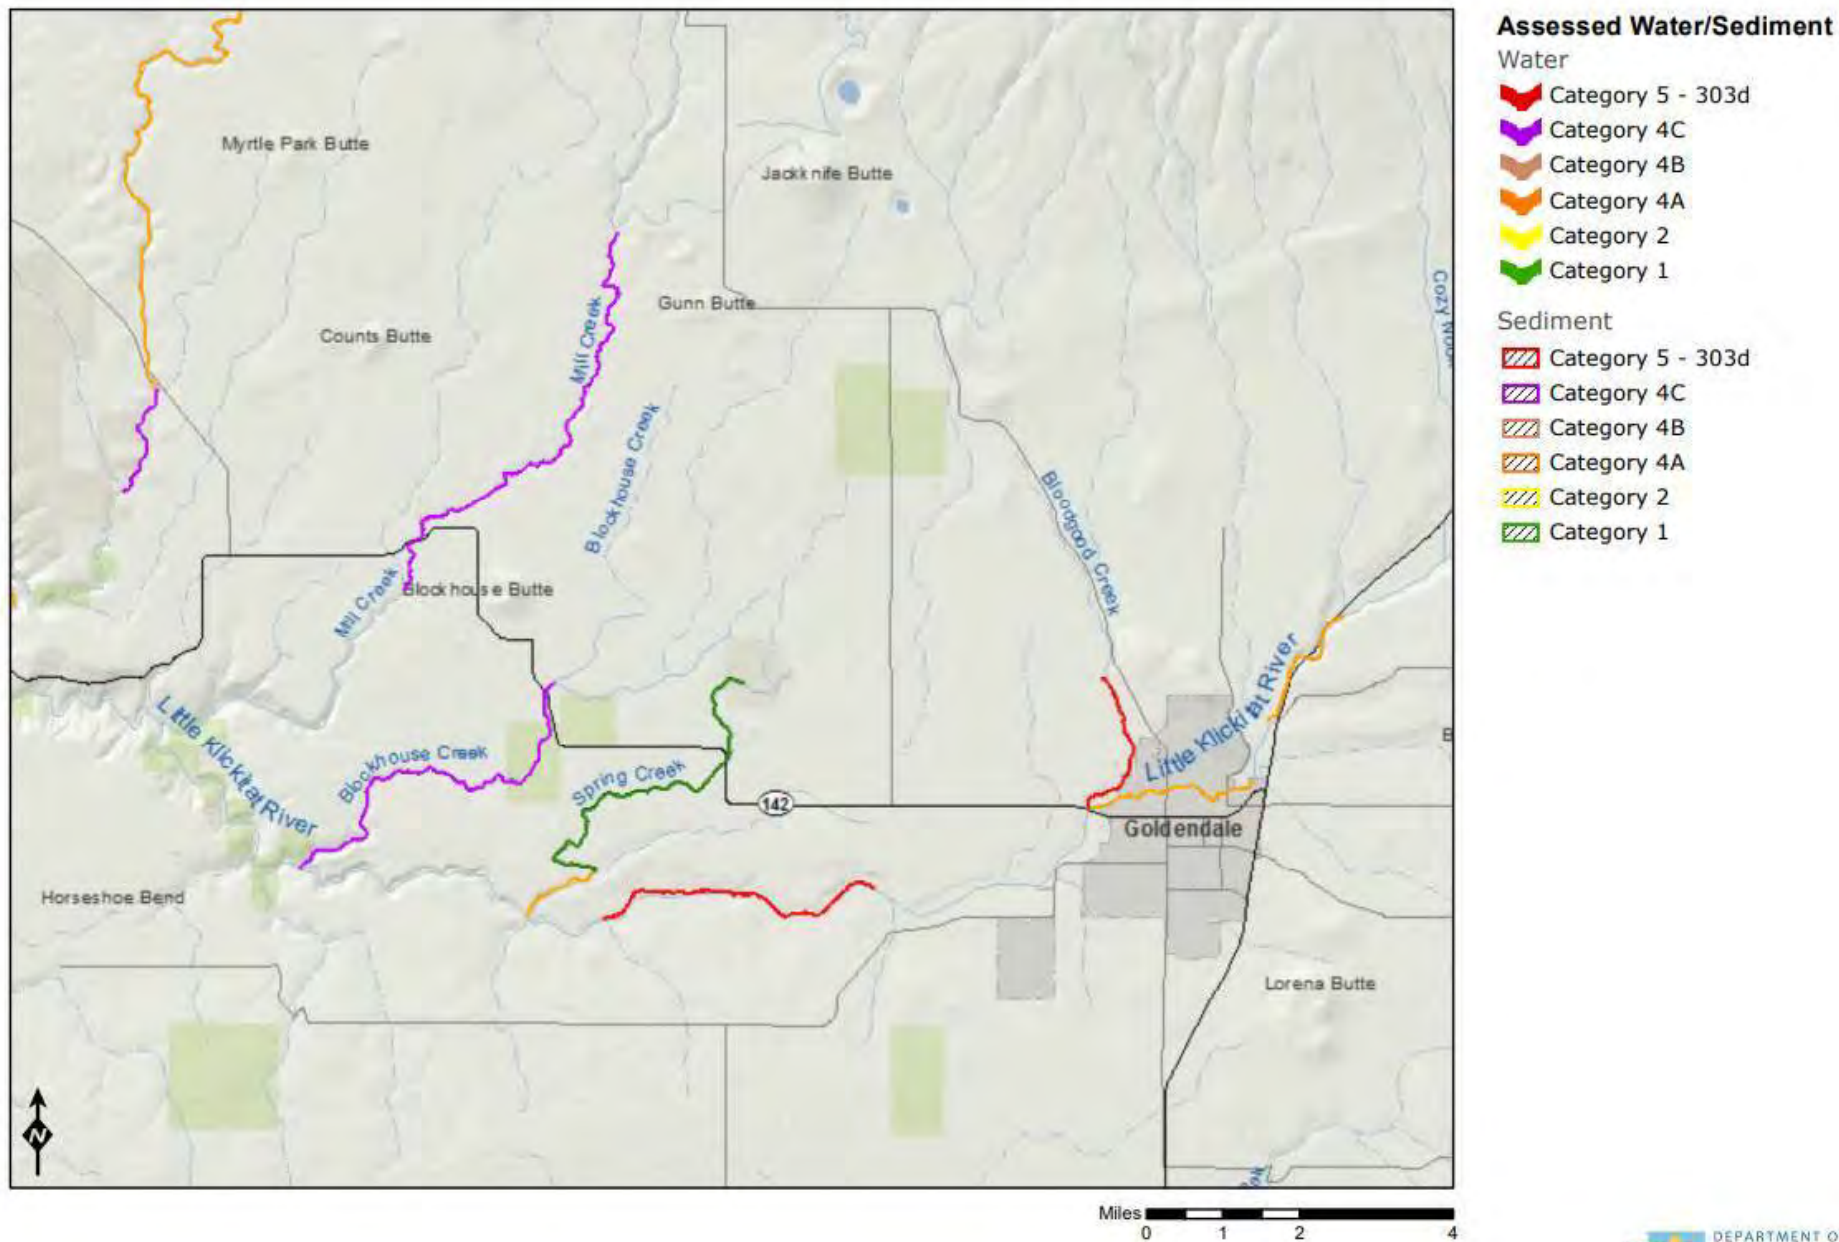 Assessed Water/Sediment
Water
Category 5 - 303d
Category 4C
Category 4B
Category 4A
Category 2
Category 1
Sediment
Category 5 - 303d
Category 4C
Category 4B
Category 4A
Category 2
Category 1
Myrtle Park Butte
Jackknife Butte
Cozy
Gunn Butte
Mill Creek
Counts Butte
Blockhouse Creek
Bloodgood Creek
Mill Creek
Blockhouse Butte
Little Klickitat River
Little Klickitat River
Blockhouse Creek
Spring Creek
142
Goldendale
Horseshoe Bend
Lorena Butte
N
Miles
0 1 2 4
DEPARTMENT O